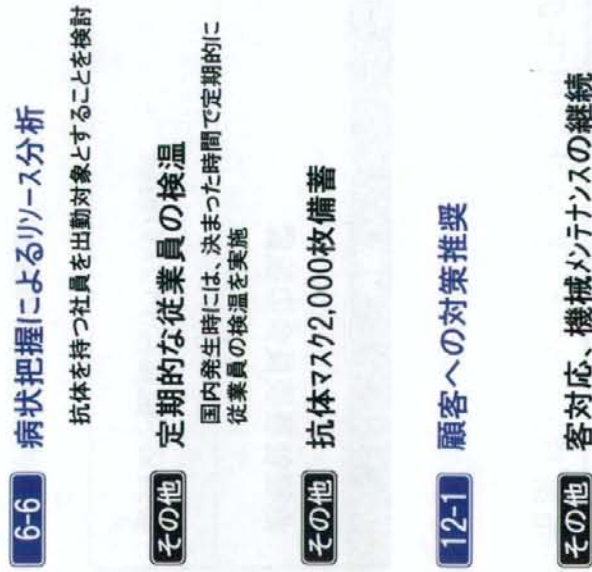 6-6 病状把握によるリソース分析
抗体を持つ社員を出勤対象とすることを検討
その他 定期的な従業員の検温
国内発生時には、決まった時間で定期的に
従業員の検温を実施
その他 抗体マスク2,000枚備蓄
12-1 顧客への対策推奨
その他 客対応、機械メンテナンスの継続